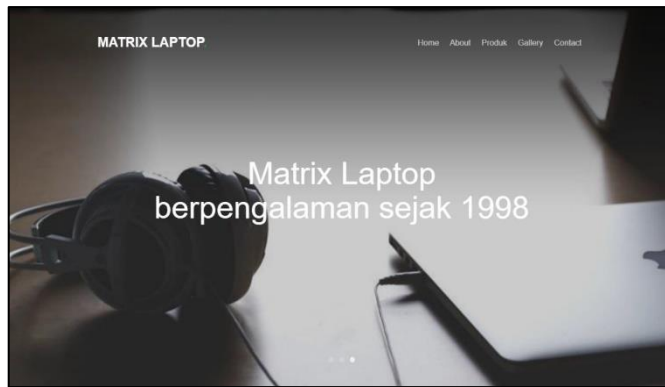 MATRIX LAPTOP
Home About Produk Gallery Contact
Matrix Laptop
berpengalaman sejak 1998